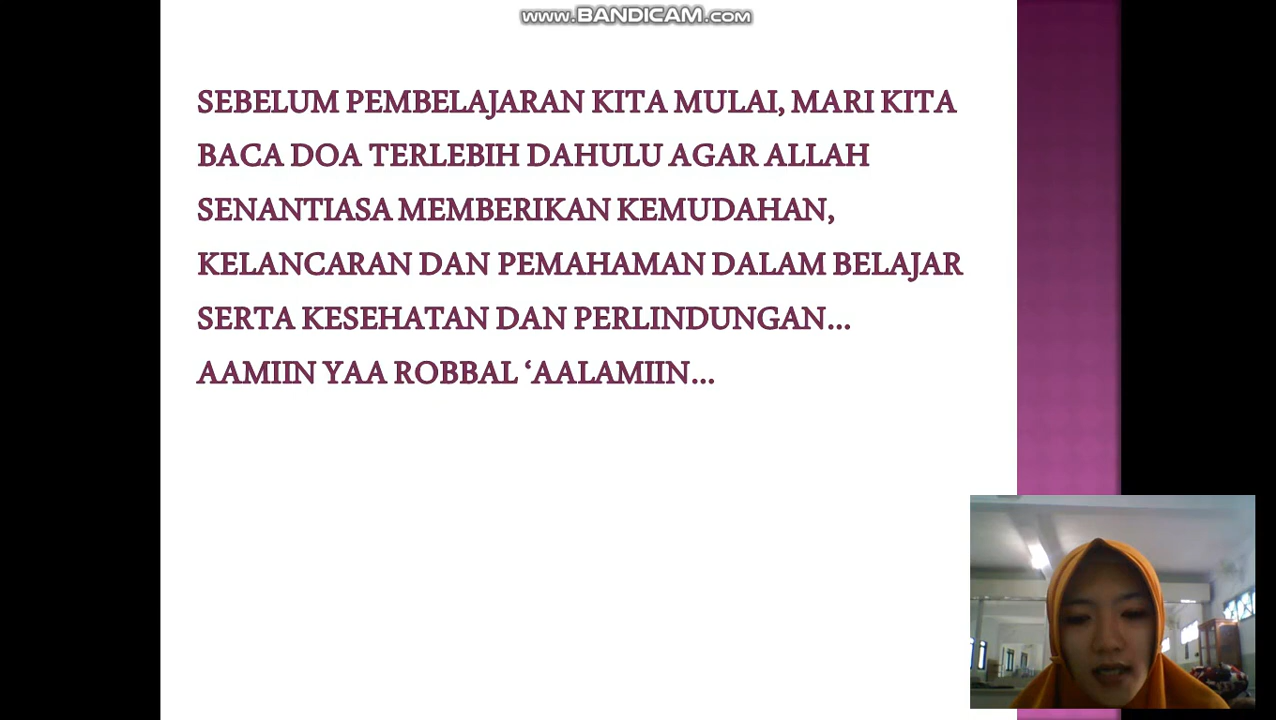 www.BANDICAM.com
SEBELUM PEMBELAJARAN KITA MULAI, MARI KITA
BACA DOA TERLEBIH DAHULU AGAR ALLAH
SENANTIASA MEMBERIKAN KEMUDAHAN,
KELANCARAN DAN PEMAHAMAN DALAM BELAJAR
SERTA KESEHATAN DAN PERLINDUNGAN...
AAMIIN YAA ROBBAL ‘AALAMIIN...